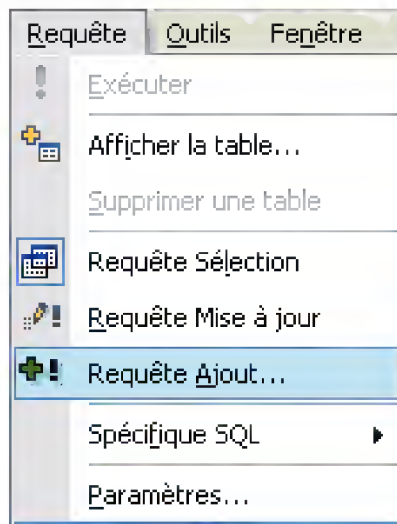 Requête Outils Fenêtre
Exécuter
Afficher la table...
Supprimer une table
Requête Sélection
Requête Mise à jour
Requête Ajout...
Spécifique SQL
Paramètres...